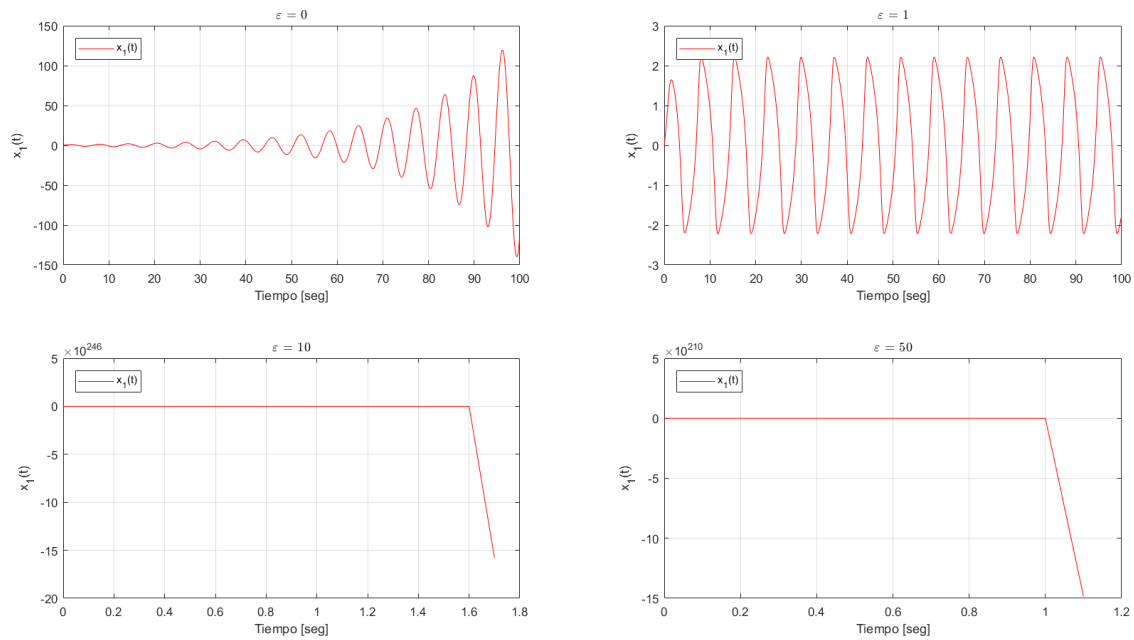 ε = 0
150
100
50
0
-50
-100
-150
x₁(t)
x₁(t)
0 10 20 30 40 50 60 70 80 90 100
Tiempo [seg]
ε = 1
3
2
1
0
-1
-2
-3
x₁(t)
x₁(t)
0 10 20 30 40 50 60 70 80 90 100
Tiempo [seg]
ε = 10
×10²⁴⁶
5
0
-5
-10
-15
-20
x₁(t)
x₁(t)
0 0.2 0.4 0.6 0.8 1 1.2 1.4 1.6 1.8
Tiempo [seg]
ε = 50
×10²¹⁰
5
0
-5
-10
-15
x₁(t)
x₁(t)
0 0.2 0.4 0.6 0.8 1 1.2
Tiempo [seg]